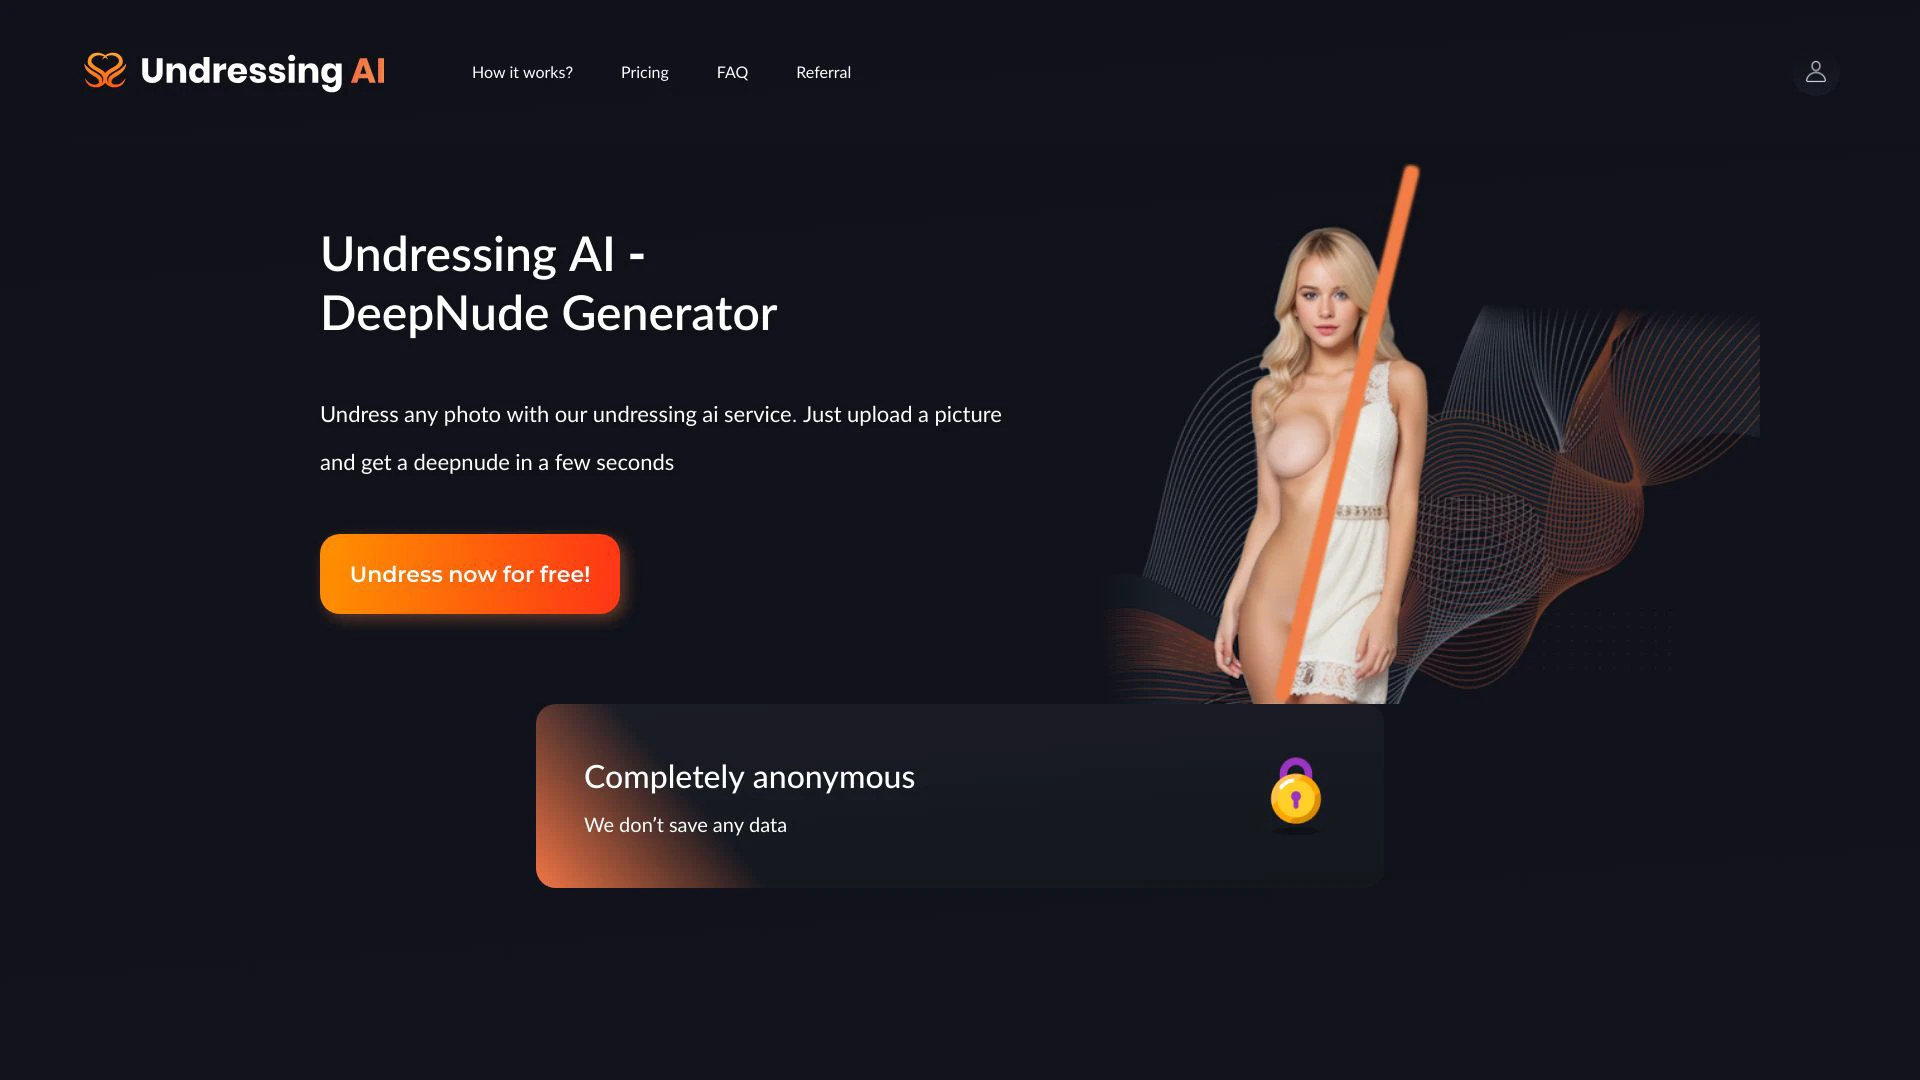 Undressing AI
How it works?
Pricing
FAQ
Referral
Undressing AI -
DeepNude Generator
Undress any photo with our undressing ai service. Just upload a picture
and get a deepnude in a few seconds
Undress now for free!
Completely anonymous
We don’t save any data